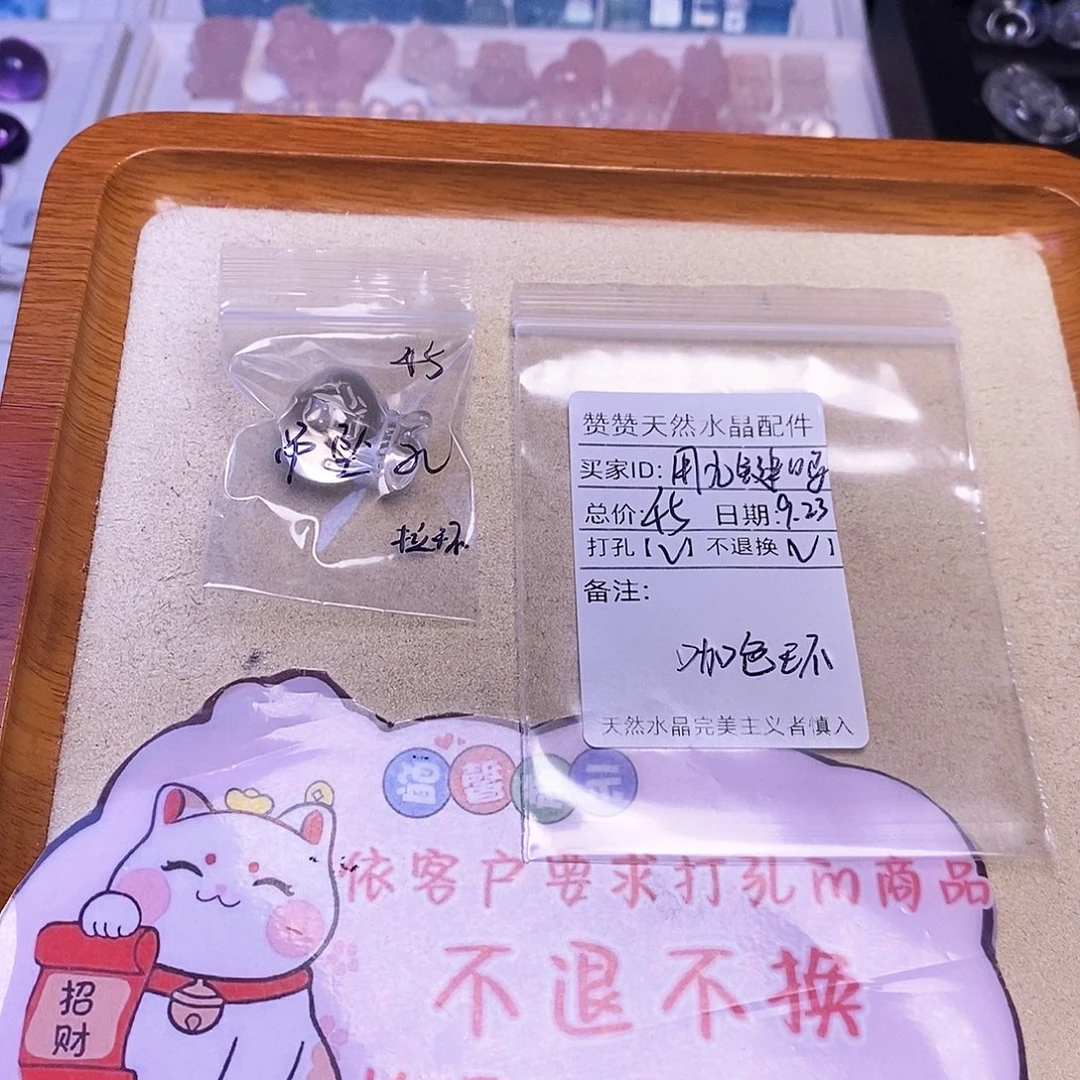 45
吊坠孔
拉环
赞赞天然水晶配件
买家ID:
总价:45 日期:9.23
打孔【√】不退换 √】
备注:
咖色环
天然水晶完美主义者慎入
温馨提示
依客户要求打孔的商品
不退不换
招
财